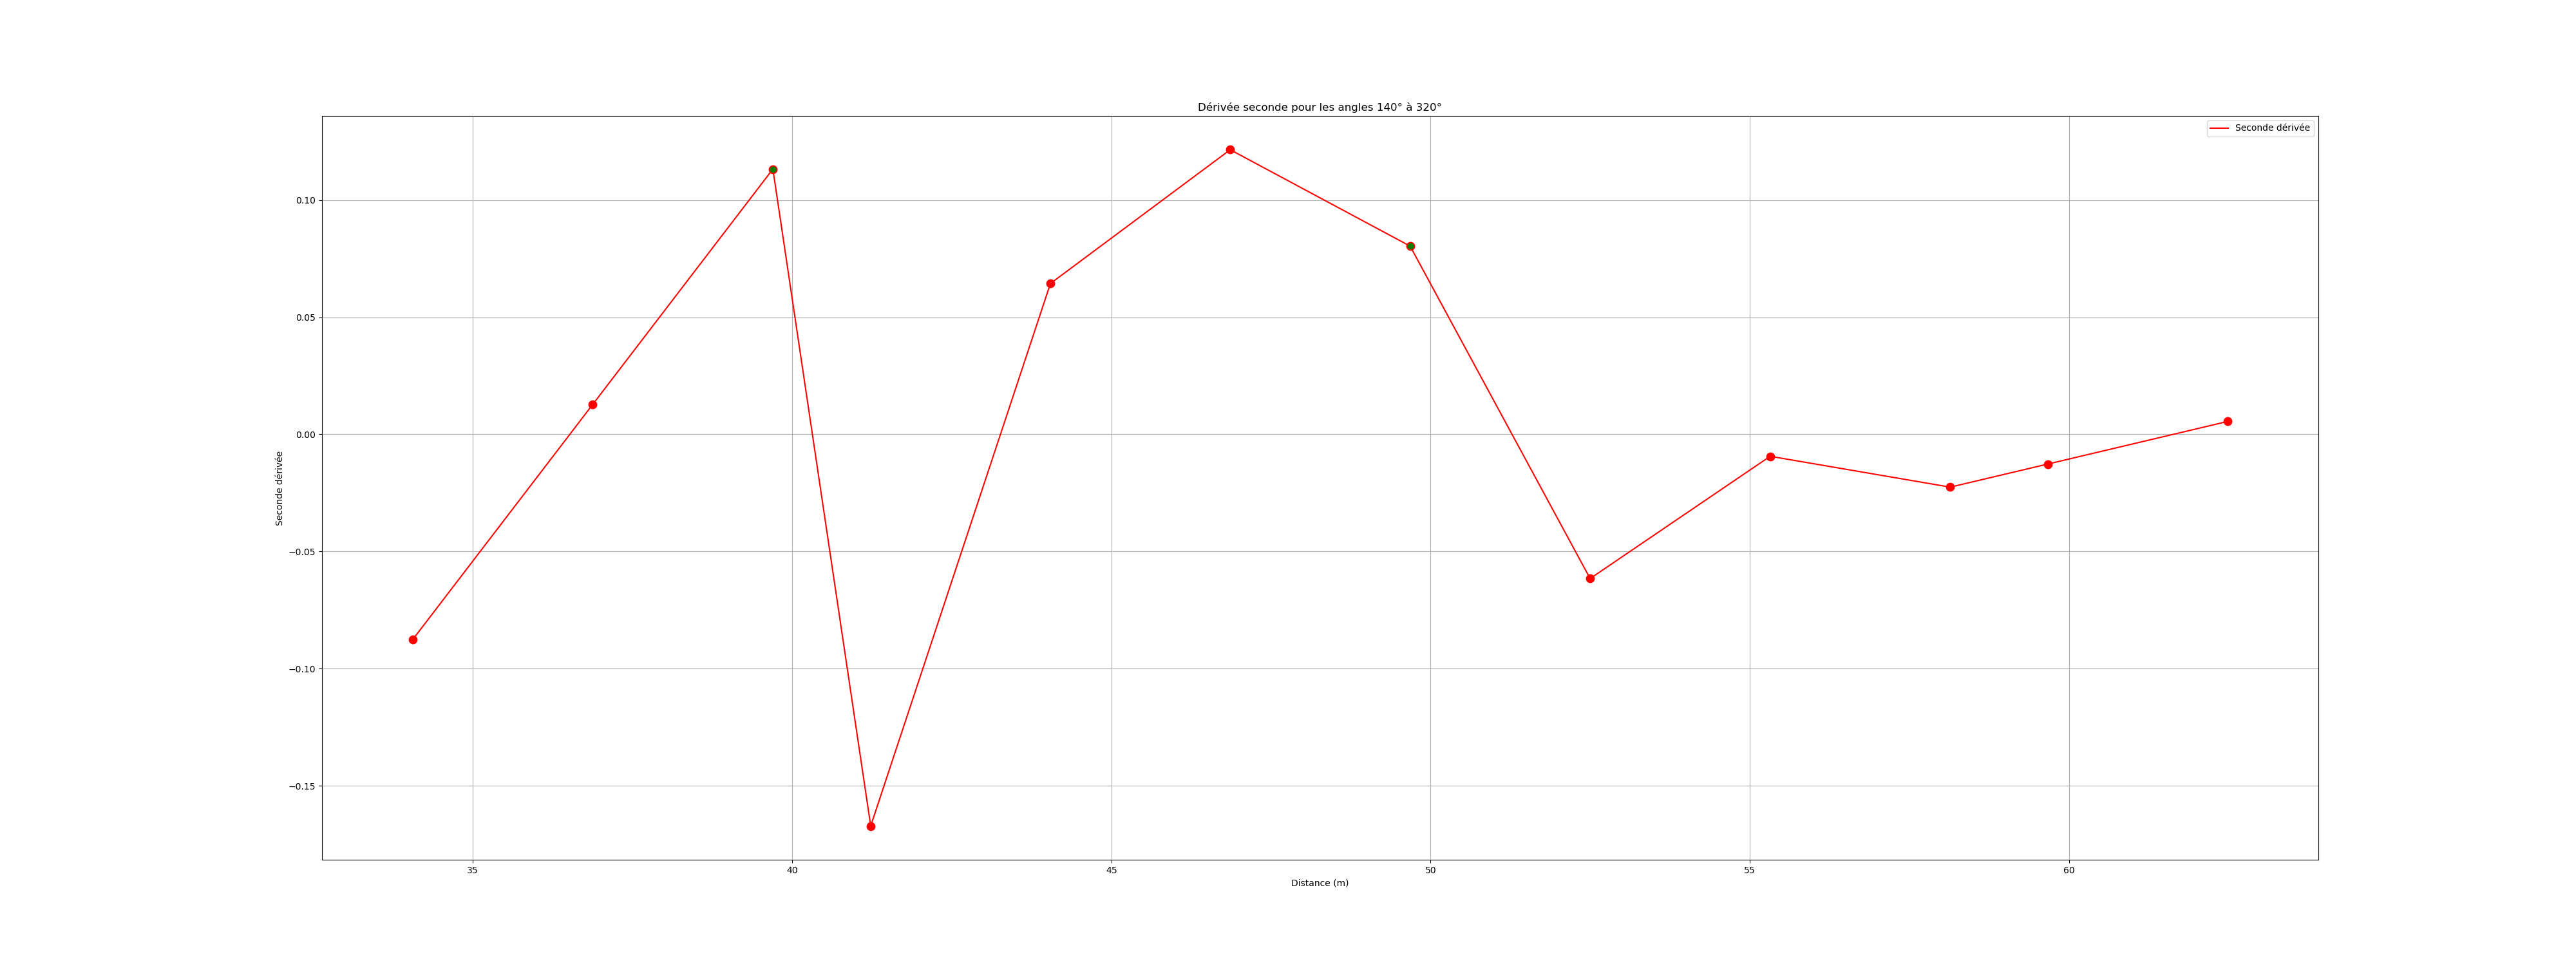 Dérivée seconde pour les angles 140° à 320°
Seconde dérivée
0.10
0.05
0.00
−0.05
−0.10
−0.15
Seconde dérivée
35 40 45 50 55 60
Distance (m)